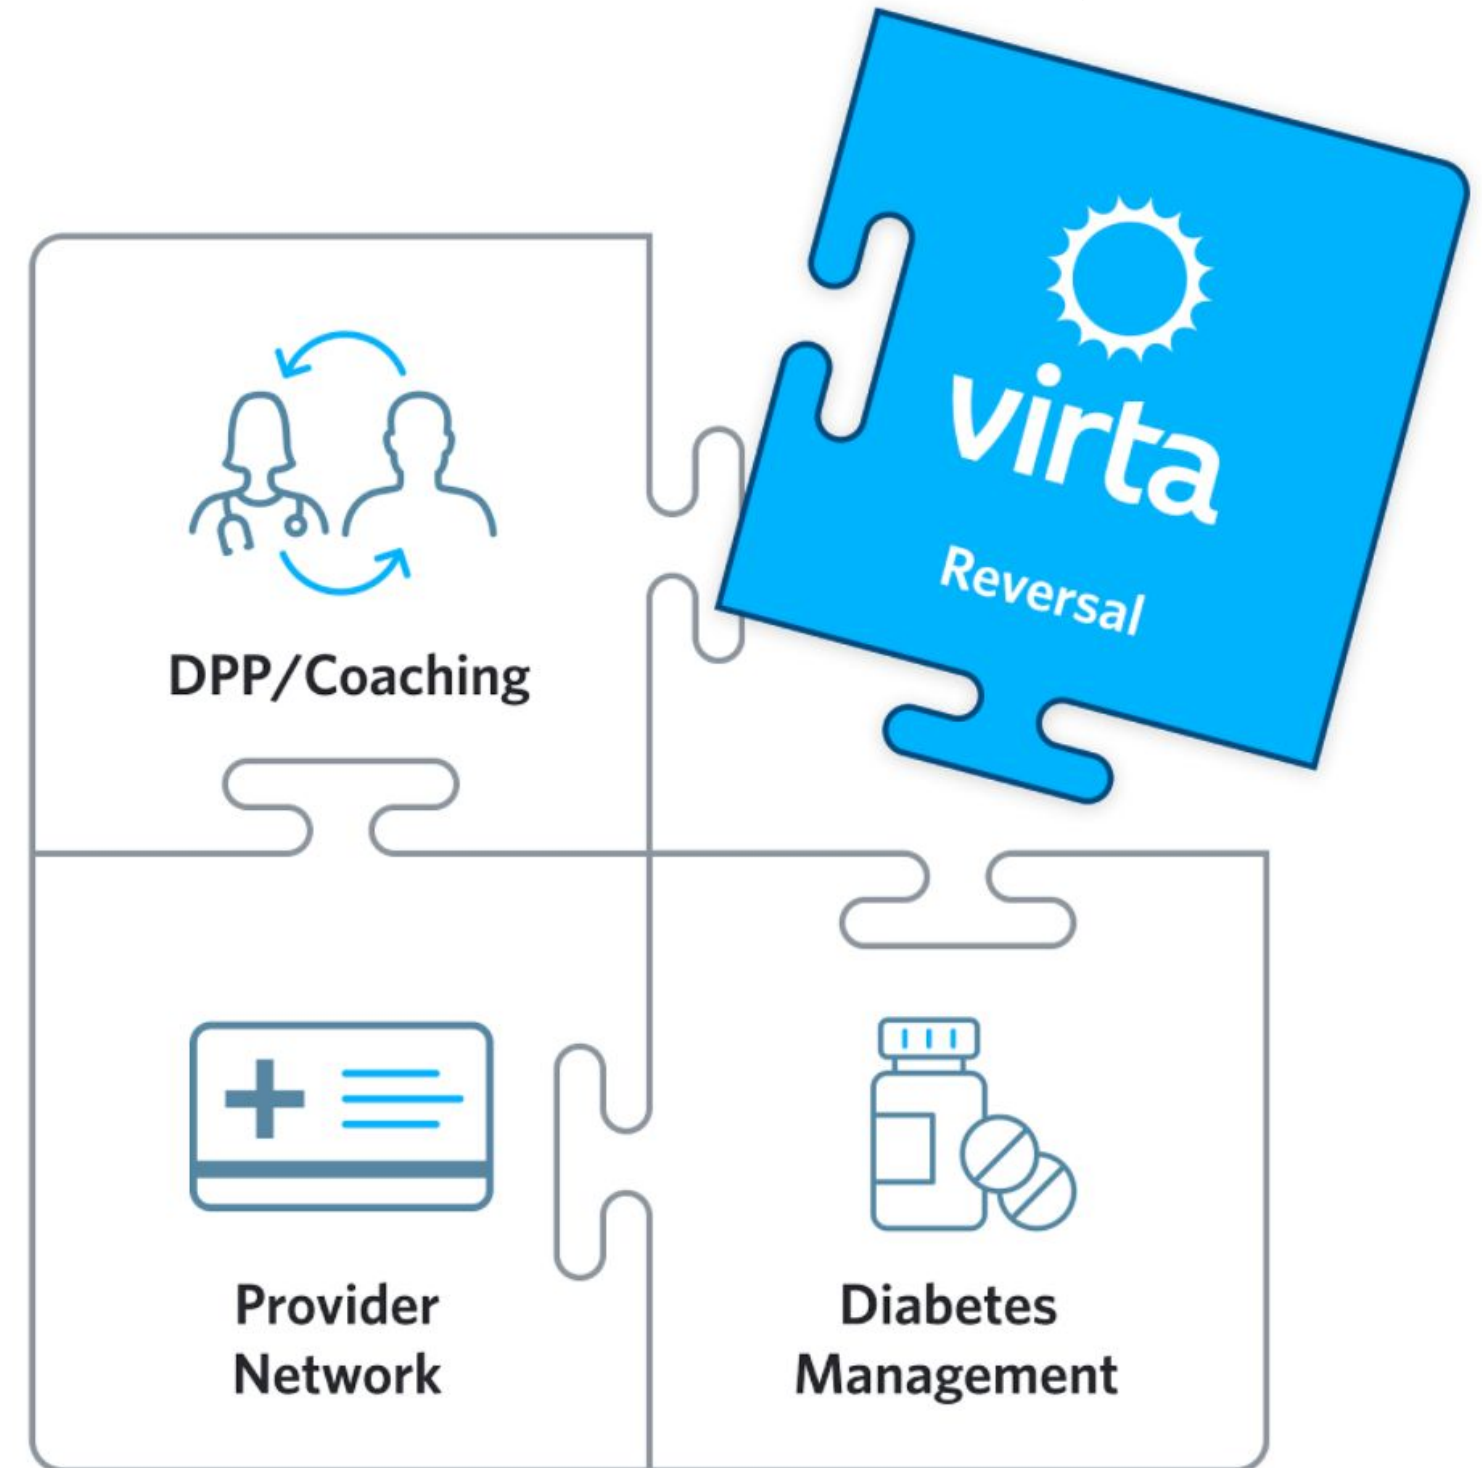 virta
Reversal
DPP/Coaching
Provider
Network
Diabetes
Management